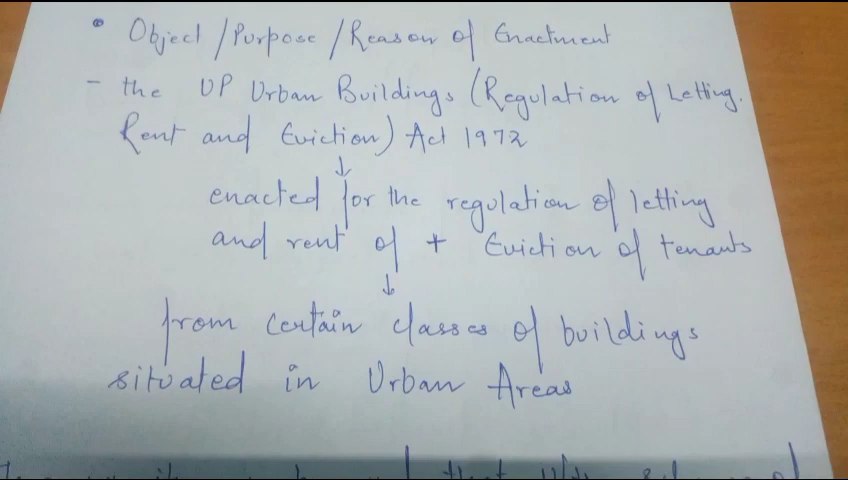 • Object/Purpose/Reason of Enactment
- the UP Urban Buildings (Regulation of Letting.
Rent and Eviction) Act 1972
↓
enacted for the regulation of letting
and rent of + Eviction of tenants
↓
from certain classes of buildings
situated in Urban Areas
that